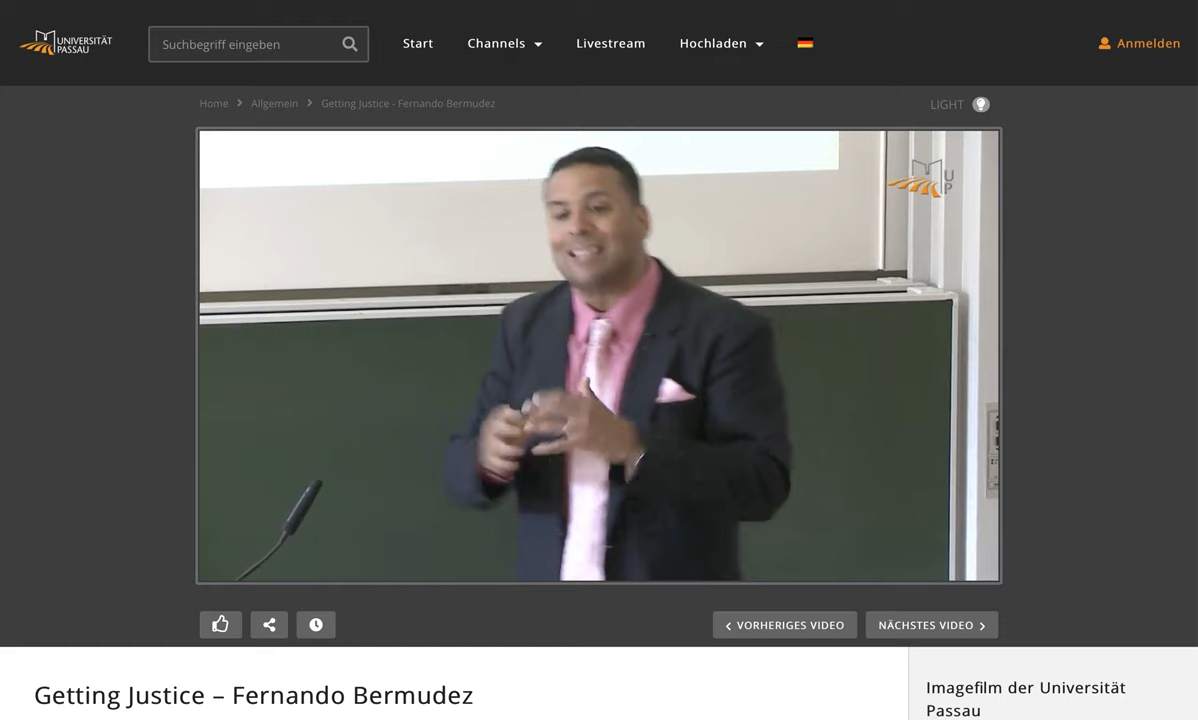 UNIVERSITÄT
PASSAU
Suchbegriff eingeben
Start
Channels
Livestream
Hochladen
Anmelden
Home
Allgemein
Getting Justice - Fernando Bermudez
LIGHT
U
P
VORHERIGES VIDEO
NÄCHSTES VIDEO
Getting Justice – Fernando Bermudez
Imagefilm der Universität
Passau